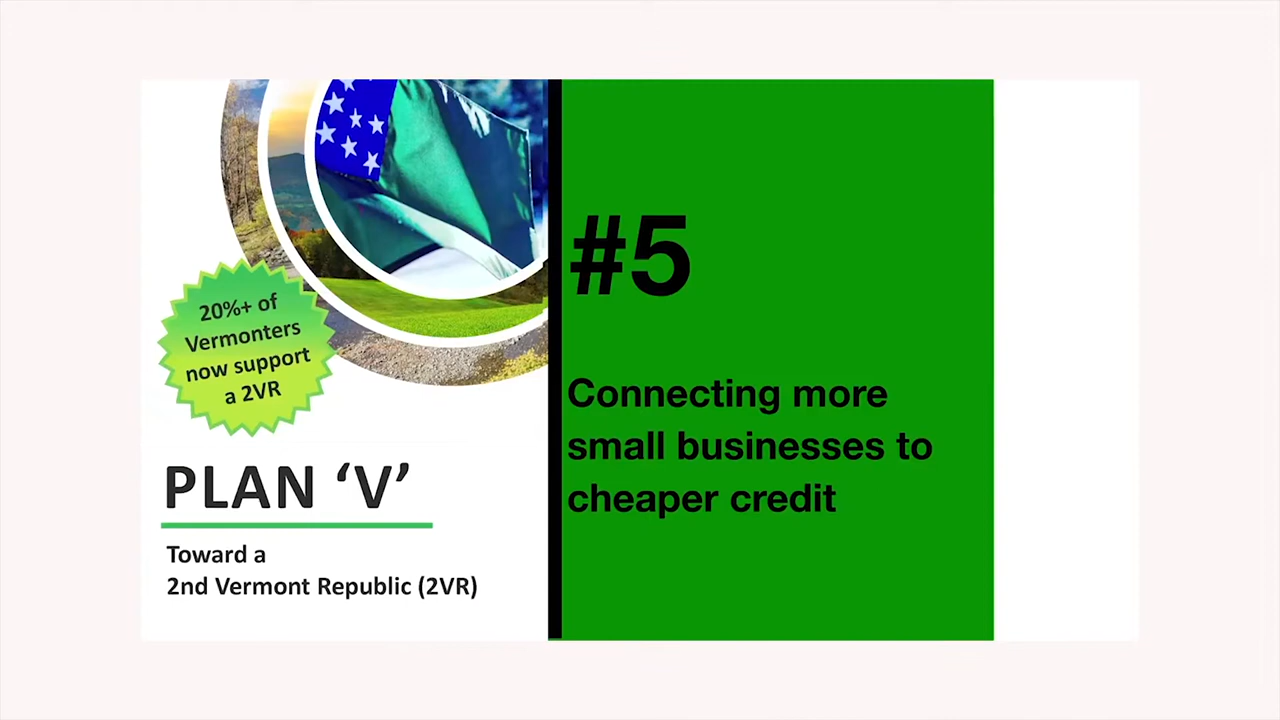 20%+ of
Vermonters
now support
a 2VR
PLAN ‘V’
Toward a
2nd Vermont Republic (2VR)
#5
Connecting more
small businesses to
cheaper credit